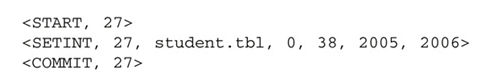 <START, 27>
<SETINT, 27, student.tbl, 0, 38, 2005, 2006>
<COMMIT, 27>